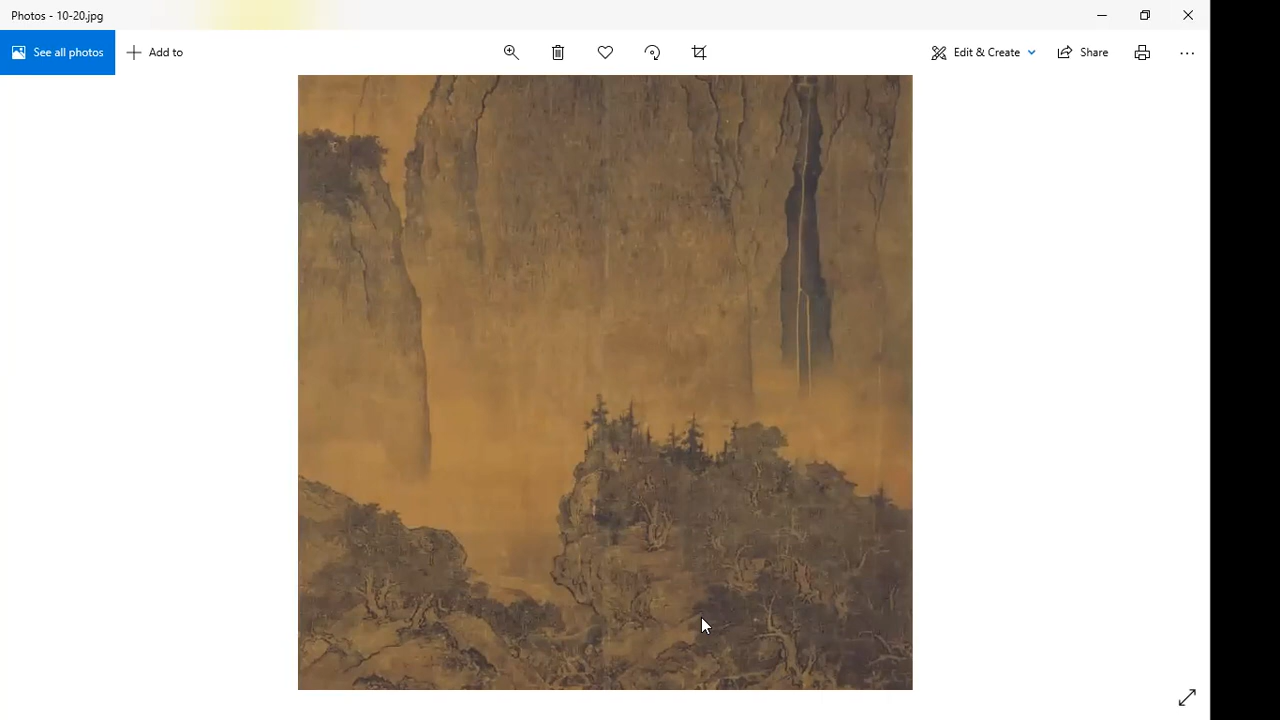 Photos - 10-20.jpg
See all photos
Add to
Edit & Create
Share